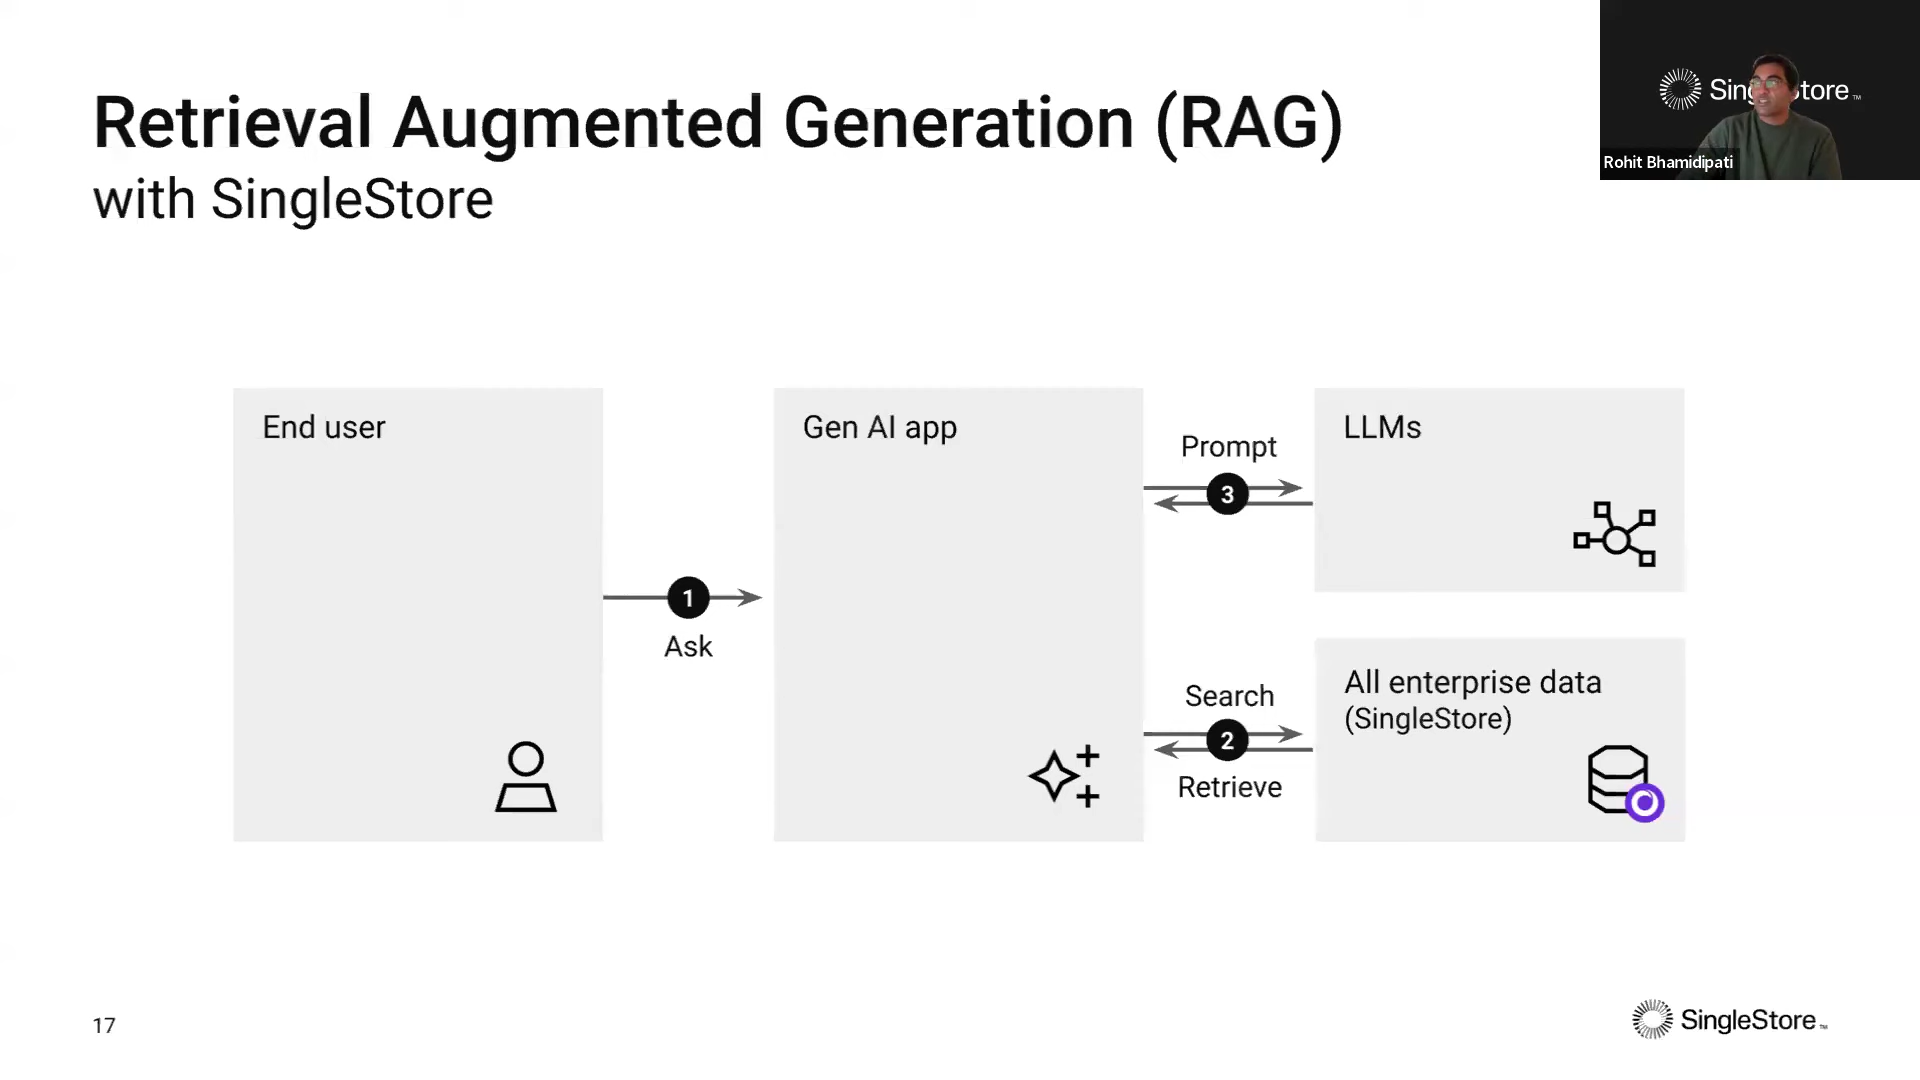 Retrieval Augmented Generation (RAG)
with SingleStore
Rohit Bhamidipati
End user
1
Ask
Gen AI app
Prompt
3
LLMs
Search
2
Retrieve
All enterprise data
(SingleStore)
17
SingleStore™